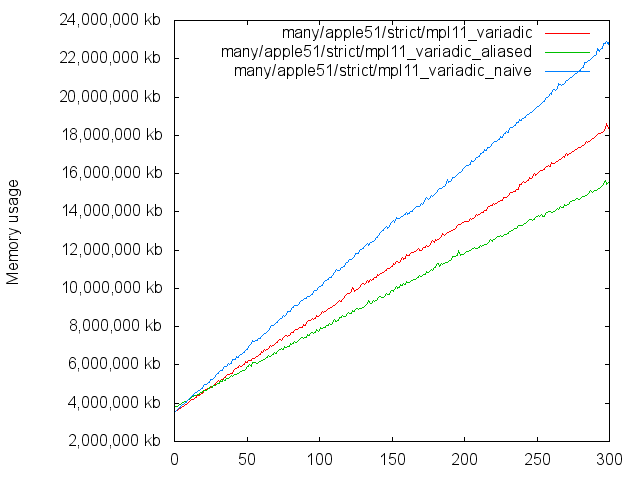 24,000,000 kb
22,000,000 kb
20,000,000 kb
18,000,000 kb
16,000,000 kb
14,000,000 kb
12,000,000 kb
10,000,000 kb
8,000,000 kb
6,000,000 kb
4,000,000 kb
2,000,000 kb
Memory usage
many/apple51/strict/mpl11_variadic
many/apple51/strict/mpl11_variadic_aliased
many/apple51/strict/mpl11_variadic_naive
0 50 100 150 200 250 300